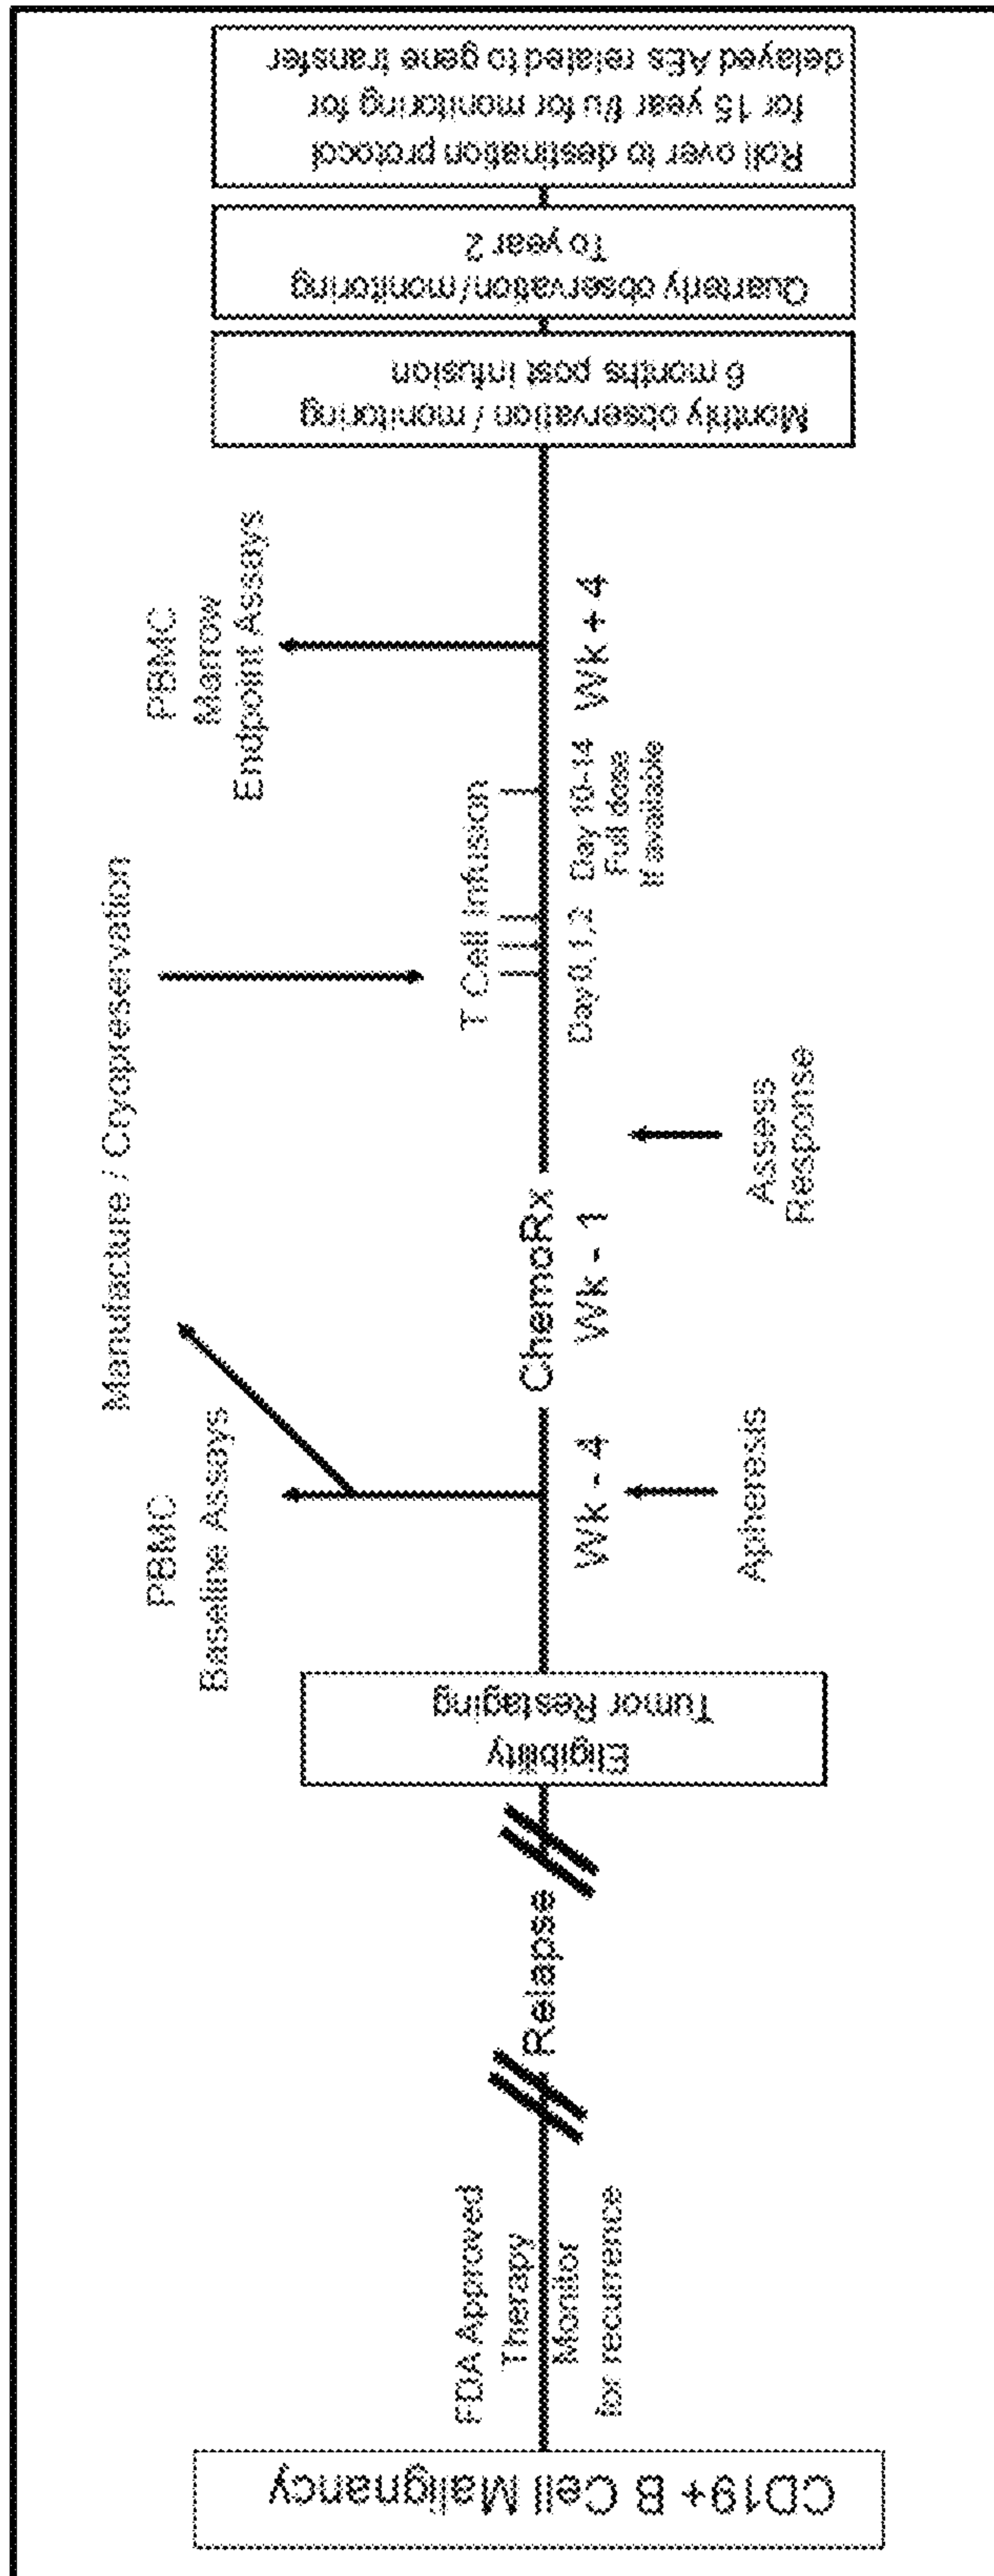 CD19+ B Cell Malignancy
FDA Approved
Therapy
Monitor
for recurrence
Relapse
Eligibility
Tumor Restaging
PBMC
Baseline Assays
Wk - 4
Apheresis
Manufacture / Cryopreservation
ChemoRx
Wk - 1
Assess
Response
T Cell Infusion
Day 0, 1, 2
Day 10-14
Full dose
If available
PBMC
Marrow
Endpoint Assays
Wk + 4
Monthly observation / monitoring
6 months post infusion
Quarterly observation/monitoring
To year 2
Roll over to destination protocol
for 15 year f/u for monitoring for
delayed AEs related to gene transfer